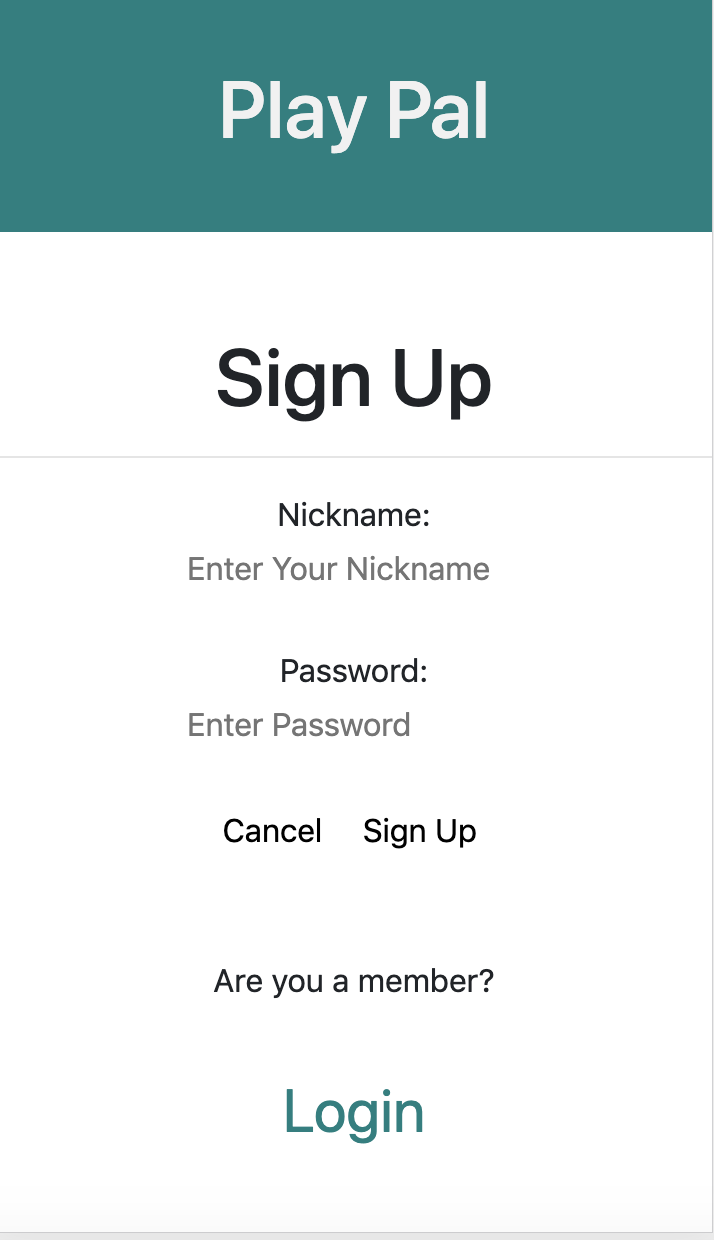 Play Pal
Sign Up
Nickname:
Enter Your Nickname
Password:
Enter Password
Cancel Sign Up
Are you a member?
Login